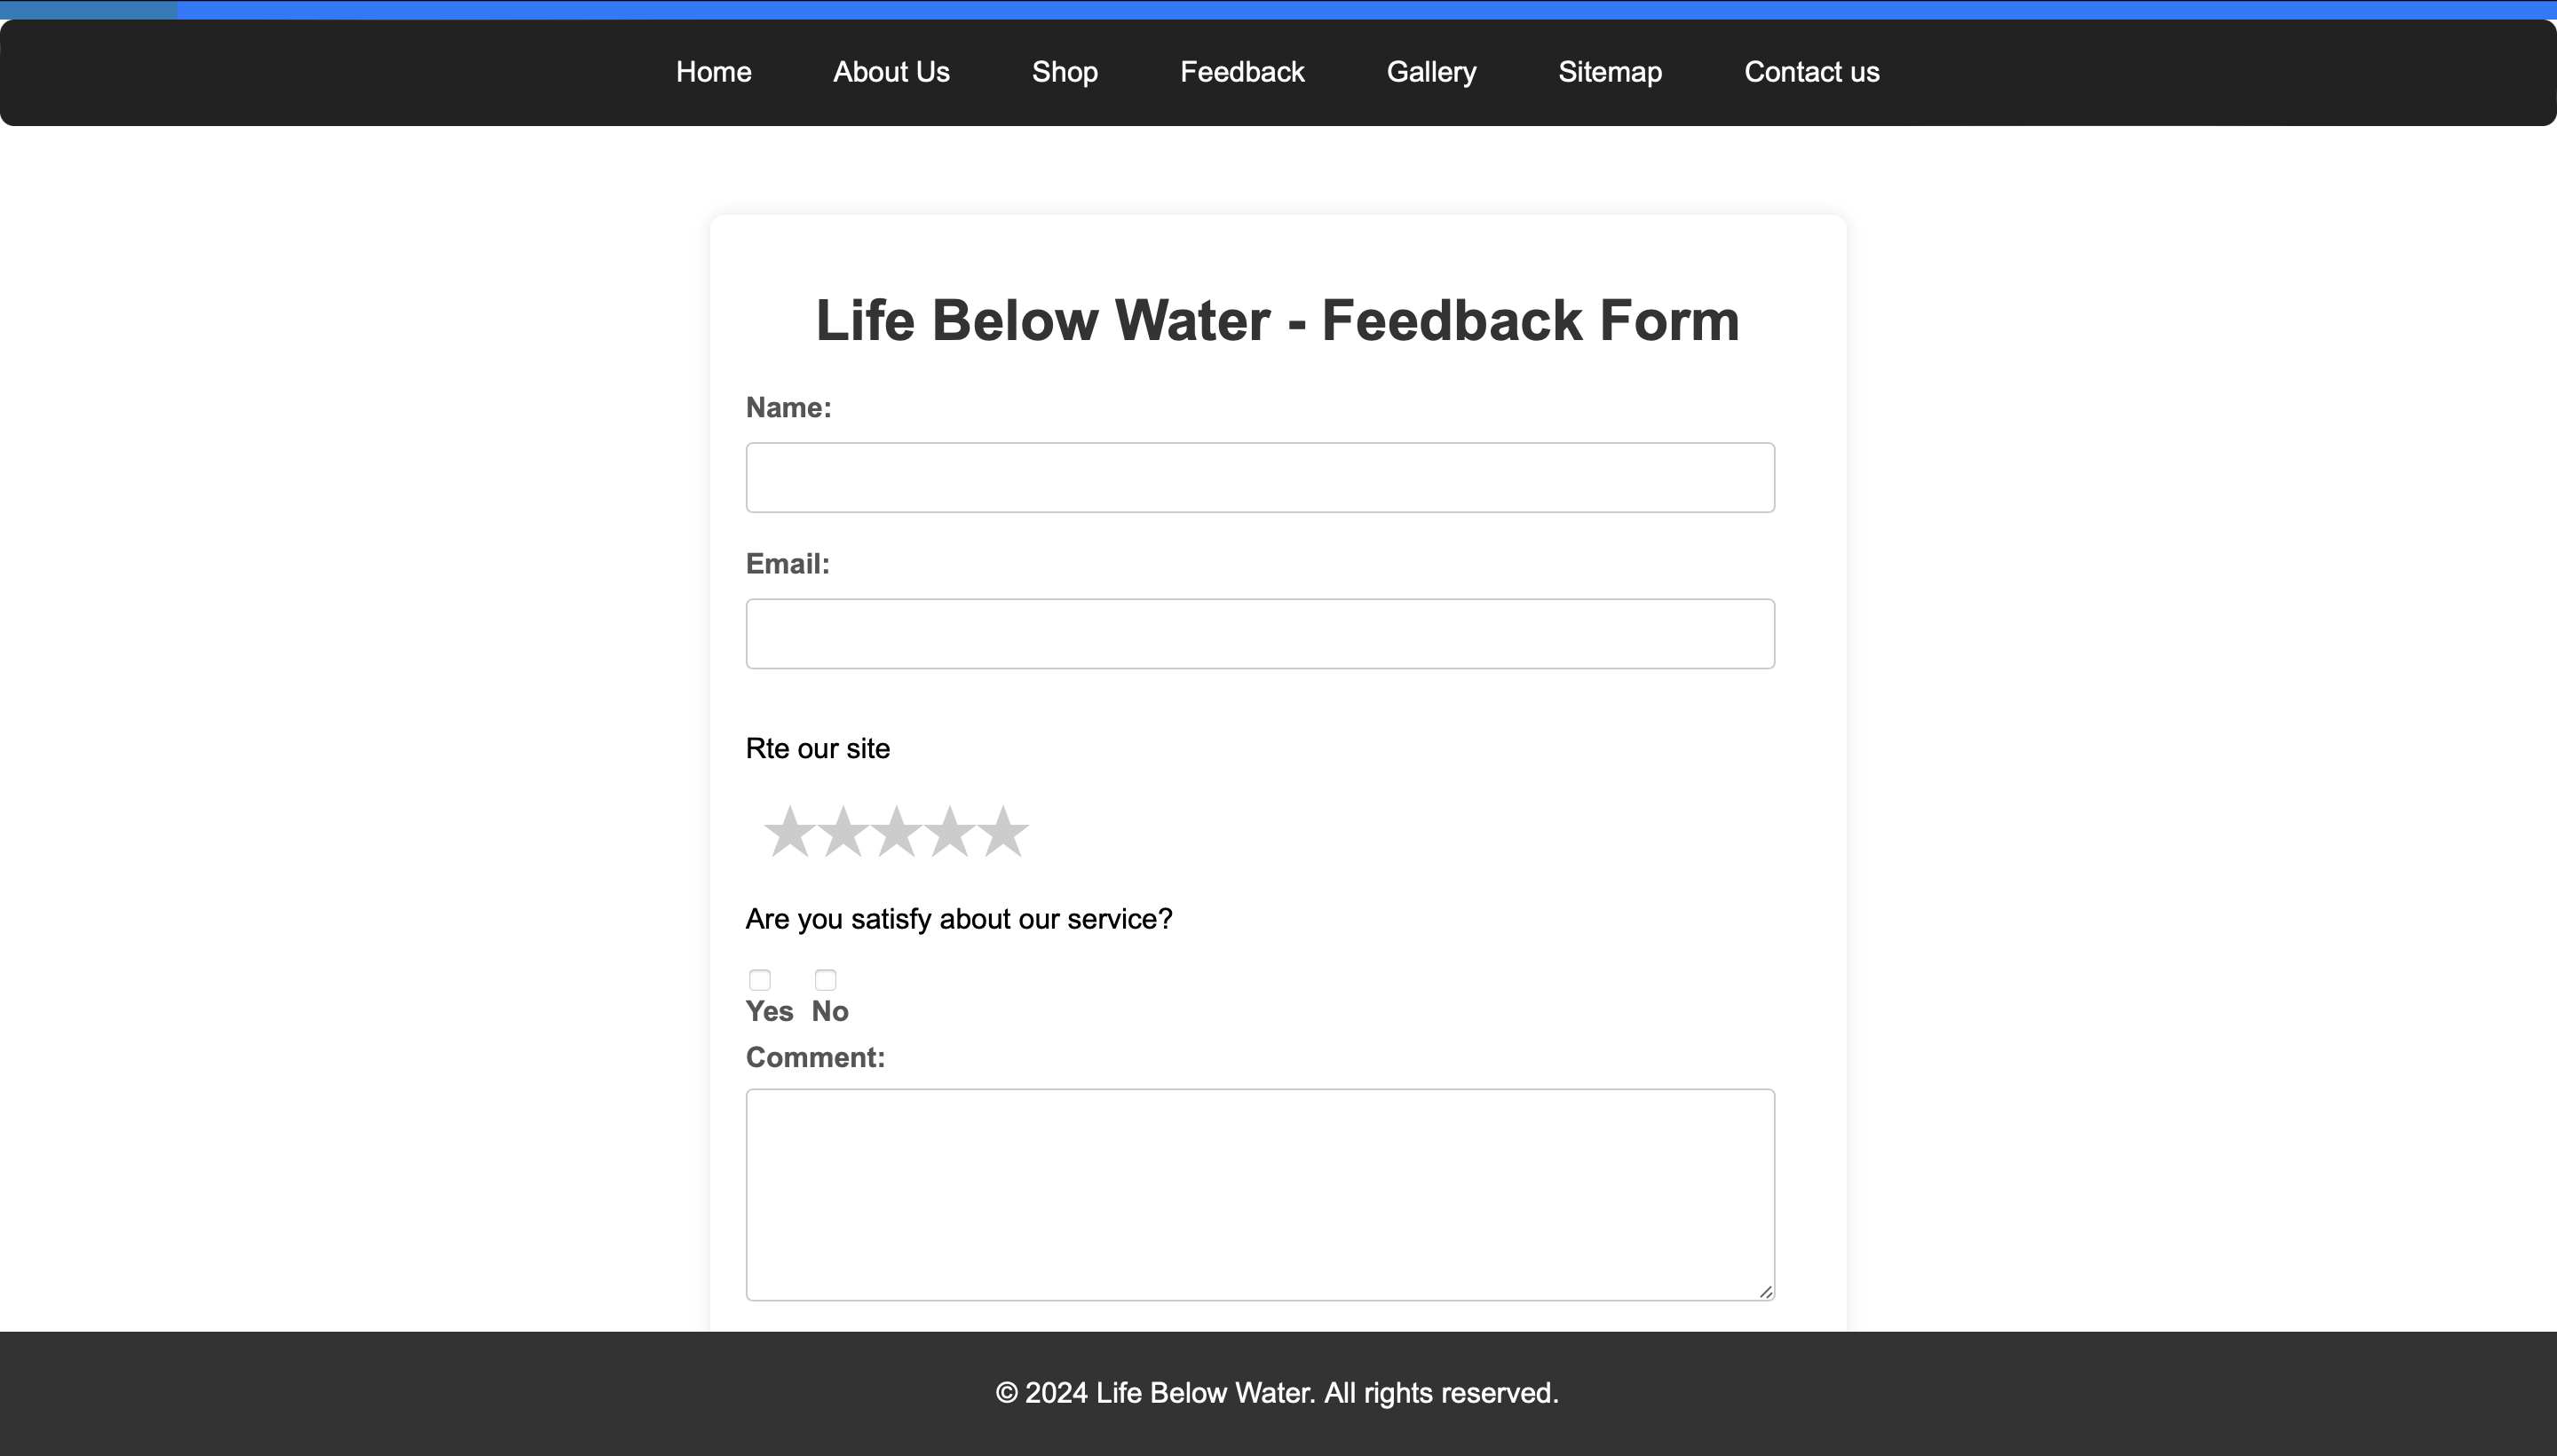 Home About Us Shop Feedback Gallery Sitemap Contact us
Life Below Water - Feedback Form
Name:
Email:
Rte our site
Are you satisfy about our service?
Yes No
Comment:
© 2024 Life Below Water. All rights reserved.